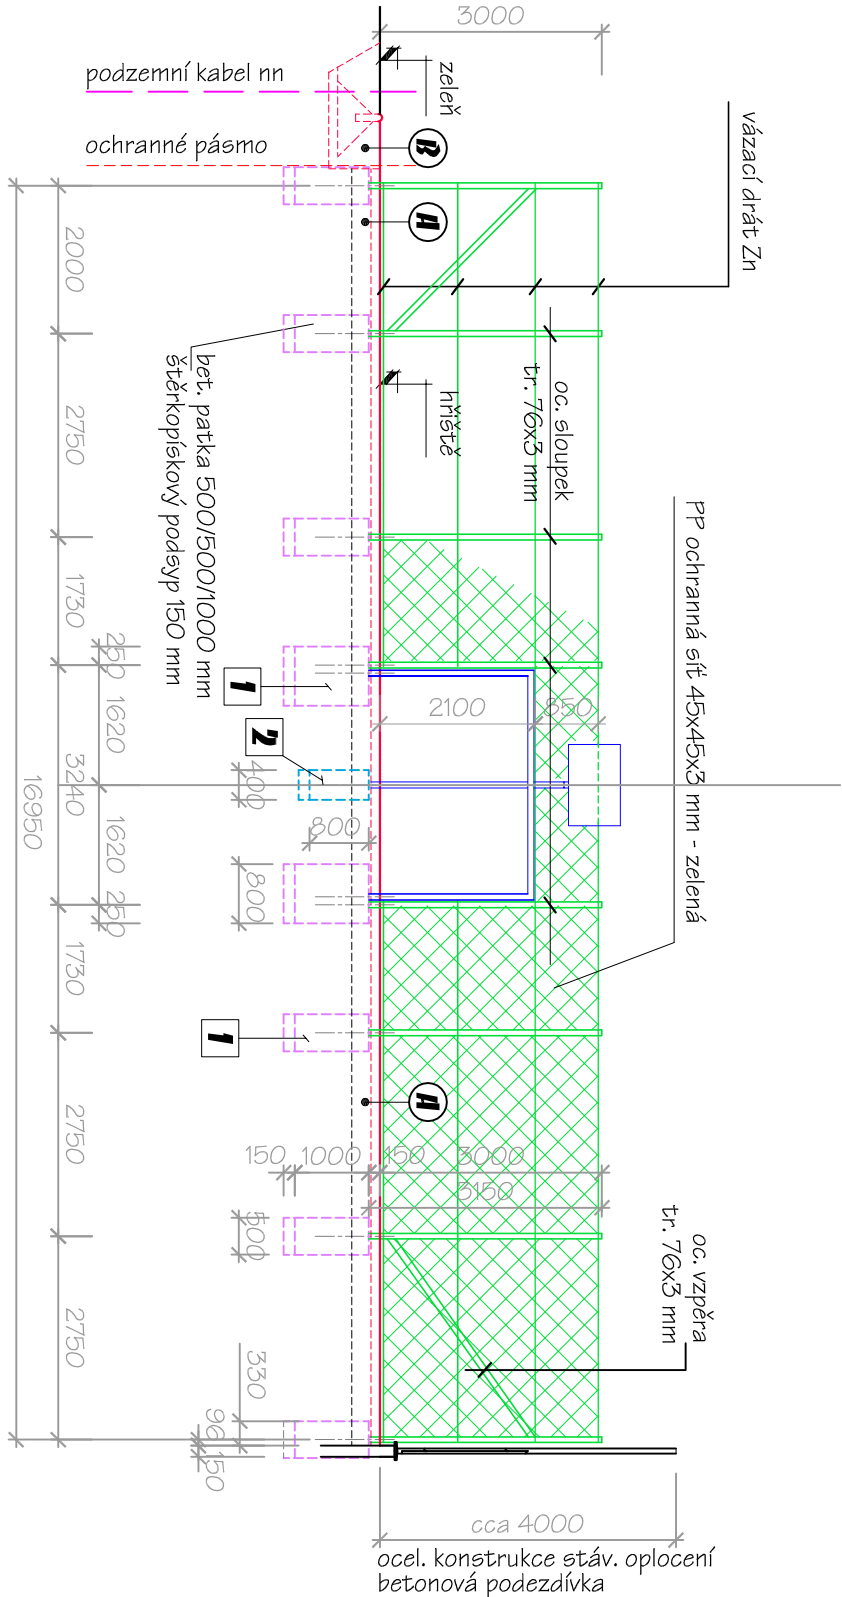 3000
zeleň
podzemní kabel nn
ochranné pásmo
B
A
vázací drát Zn
2000
bet. patka 500/500/1000 mm
štěrkopískový podsyp 150 mm
hřiště
oc. sloupek
tr. 76x3 mm
PP ochranná síť 45x45x3 mm - zelená
2750
1730
250
1620
3240
1620
250
16950
1
2
400
800
800
2100
850
1730
1
2750
A
150
1000
150
3000
3150
500
2750
oc. vzpěra
tr. 76x3 mm
330
96
150
cca 4000
ocel. konstrukce stáv. oplocení
betonová podezdívka